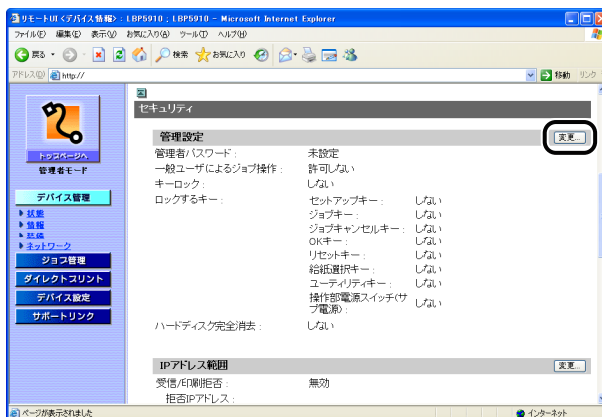 リモートUI <デバイス情報> : LBP5910 : LBP5910 - Microsoft Internet Explorer
ファイル(F) 編集(E) 表示(V) お気に入り(A) ツール(T) ヘルプ(H)
戻る 検索 お気に入り
アドレス(D) http:// 移動 リンク
トップページへ
管理者モード
デバイス管理
状態
情報
ネットワーク
ジョブ管理
ダイレクトプリント
デバイス設定
サポートリンク
セキュリティ
管理設定 変更...
管理者パスワード : 未設定
一般ユーザによるジョブ操作 : 許可しない
キーロック : しない
ロックするキー : セットアップキー : しない
ジョブキー : しない
ジョブキャンセルキー : しない
OKキー : しない
リセットキー : しない
給紙選択キー : しない
ユーティリティキー : しない
操作部電源スイッチ(サブ電源) : しない
ハードディスク完全消去 : しない
IPアドレス範囲 変更...
受信/印刷拒否 : 無効
拒否IPアドレス :
ページが表示されました インターネット